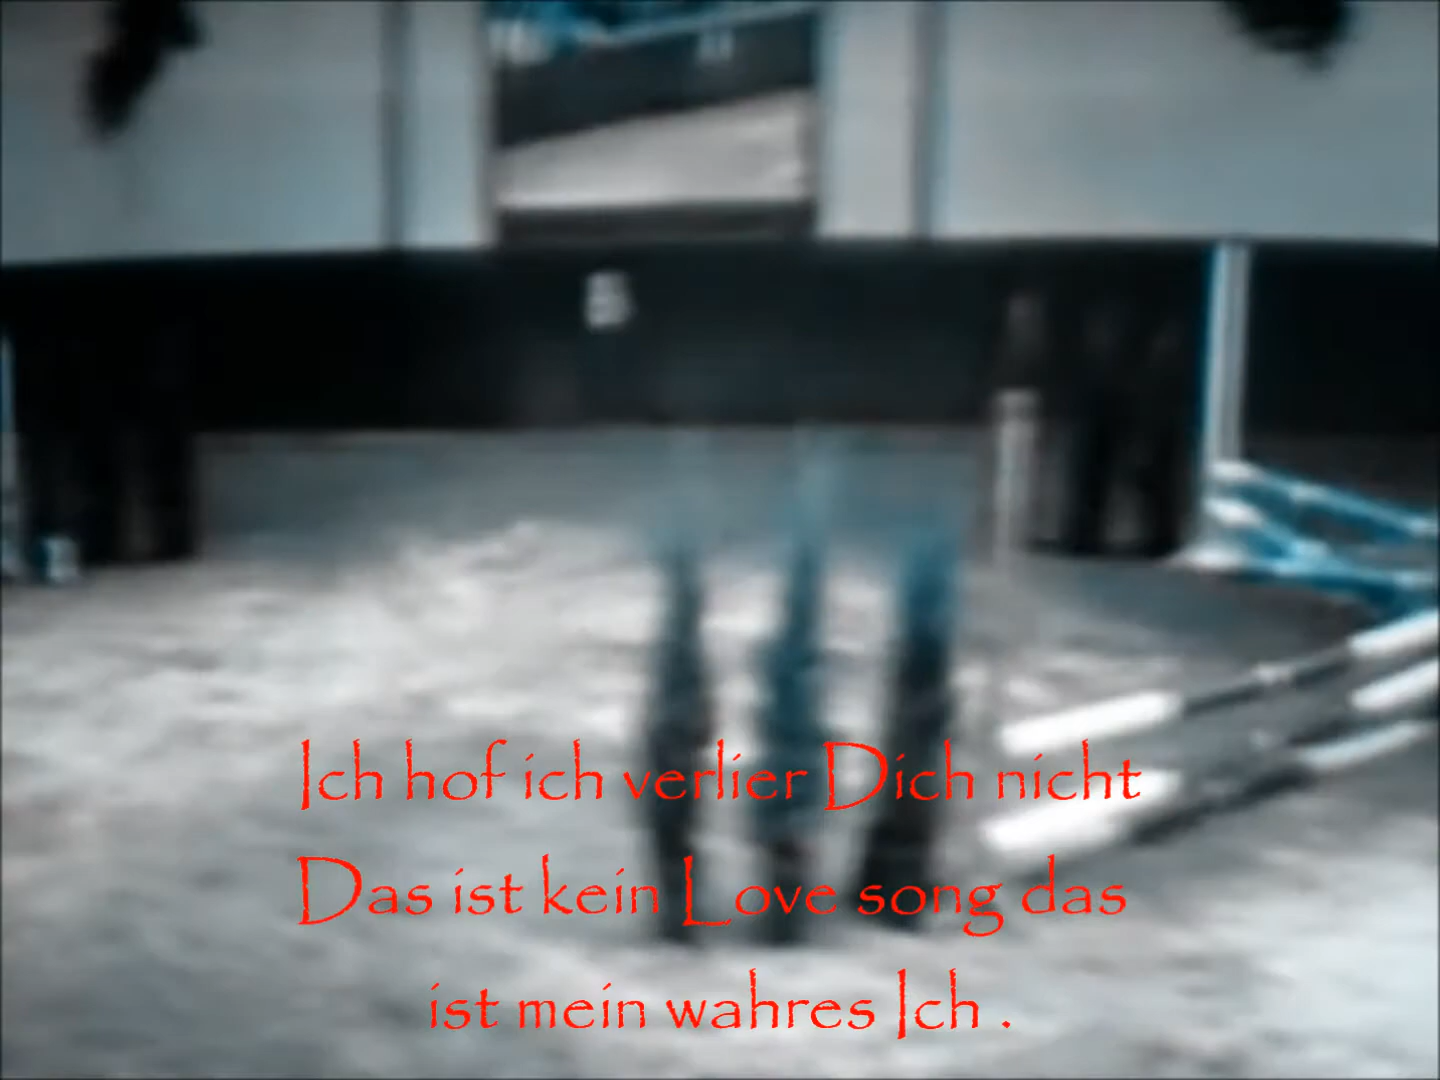 Ich hof ich verlier Dich nicht
Das ist kein Love song das
ist mein wahres Ich .